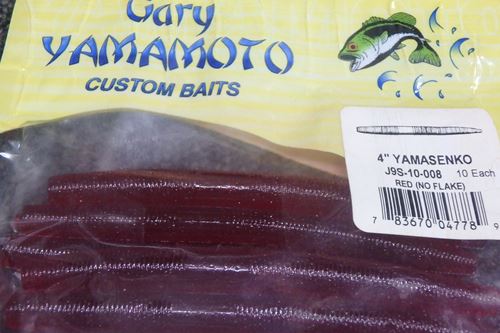 Gary
YAMAMOTO
CUSTOM BAITS
4" YAMASENKO
J9S-10-008 10 Each
RED (NO FLAKE)
7 83670 04778 9